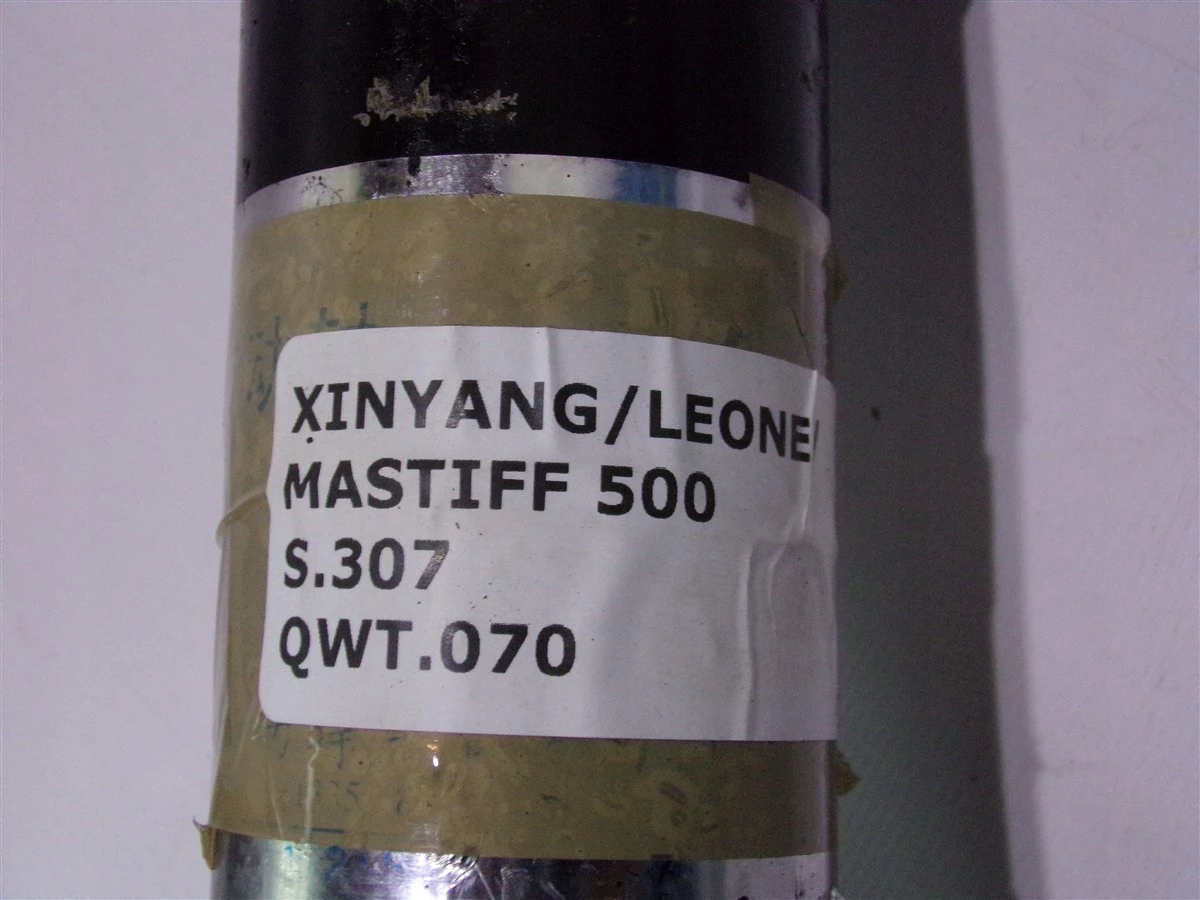 XINYANG/LEONE/
MASTIFF 500
S.307
QWT.070